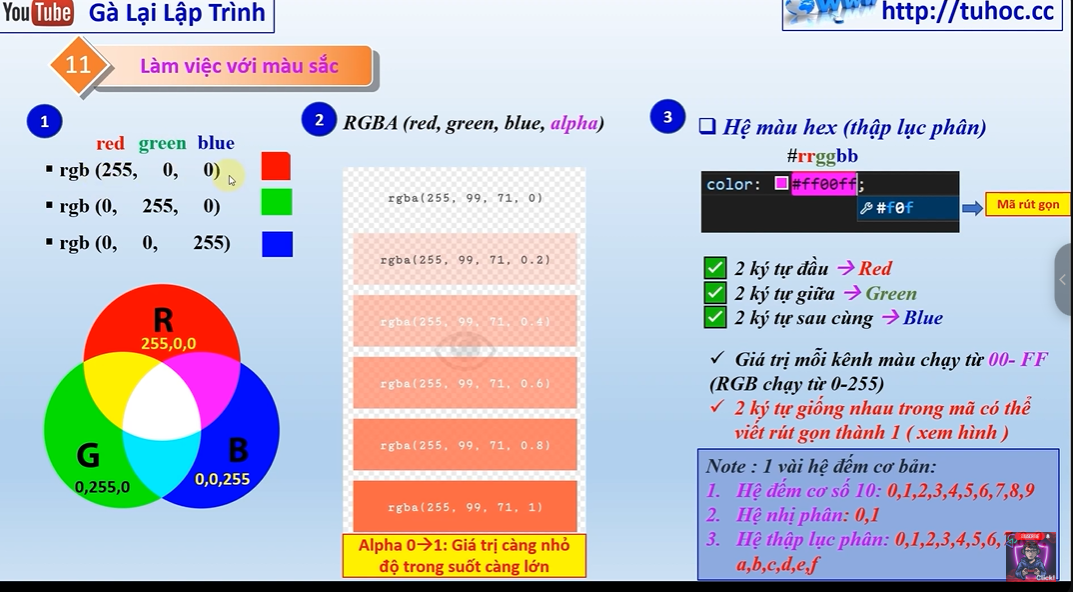 YouTube Gà Lại Lập Trình
http://tuhoc.cc
11 Làm việc với màu sắc
1
red green blue
rgb (255, 0, 0)
rgb (0, 255, 0)
rgb (0, 0, 255)
R
255,0,0
G
0,255,0
B
0,0,255
2 RGBA (red, green, blue, alpha)
rgba(255, 99, 71, 0)
rgba(255, 99, 71, 0.2)
rgba(255, 99, 71, 0.4)
rgba(255, 99, 71, 0.6)
rgba(255, 99, 71, 0.8)
rgba(255, 99, 71, 1)
Alpha 0→1: Giá trị càng nhỏ
độ trong suốt càng lớn
3
Hệ màu hex (thập lục phân)
#rrggbb
color: #ff00ff;
#f0f
Mã rút gọn
2 ký tự đầu → Red
2 ký tự giữa → Green
2 ký tự sau cùng → Blue
Giá trị mỗi kênh màu chạy từ 00- FF
(RGB chạy từ 0-255)
2 ký tự giống nhau trong mã có thể
viết rút gọn thành 1 ( xem hình )
Note : 1 vài hệ đếm cơ bản:
1. Hệ đếm cơ số 10: 0,1,2,3,4,5,6,7,8,9
2. Hệ nhị phân: 0,1
3. Hệ thập lục phân: 0,1,2,3,4,5,6,
a,b,c,d,e,f
Click!